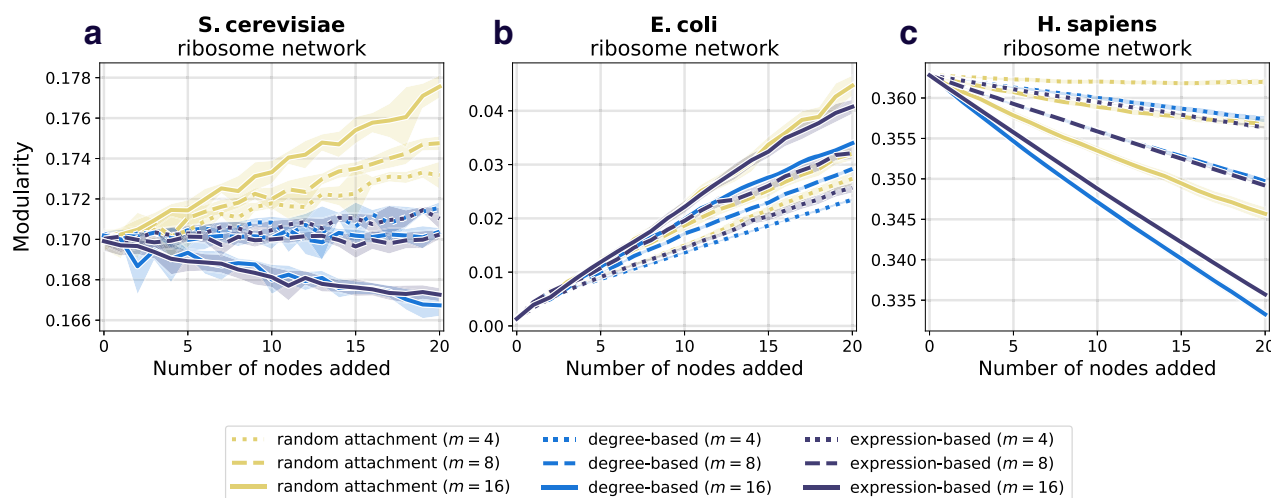 a
S. cerevisiae
ribosome network
b
E. coli
ribosome network
c
H. sapiens
ribosome network
Modularity
0.178
0.176
0.174
0.172
0.170
0.168
0.166
0 5 10 15 20
Number of nodes added
0.04
0.03
0.02
0.01
0.00
0 5 10 15 20
Number of nodes added
0.360
0.355
0.350
0.345
0.340
0.335
0 5 10 15 20
Number of nodes added
random attachment (m = 4)
random attachment (m = 8)
random attachment (m = 16)
degree-based (m = 4)
degree-based (m = 8)
degree-based (m = 16)
expression-based (m = 4)
expression-based (m = 8)
expression-based (m = 16)